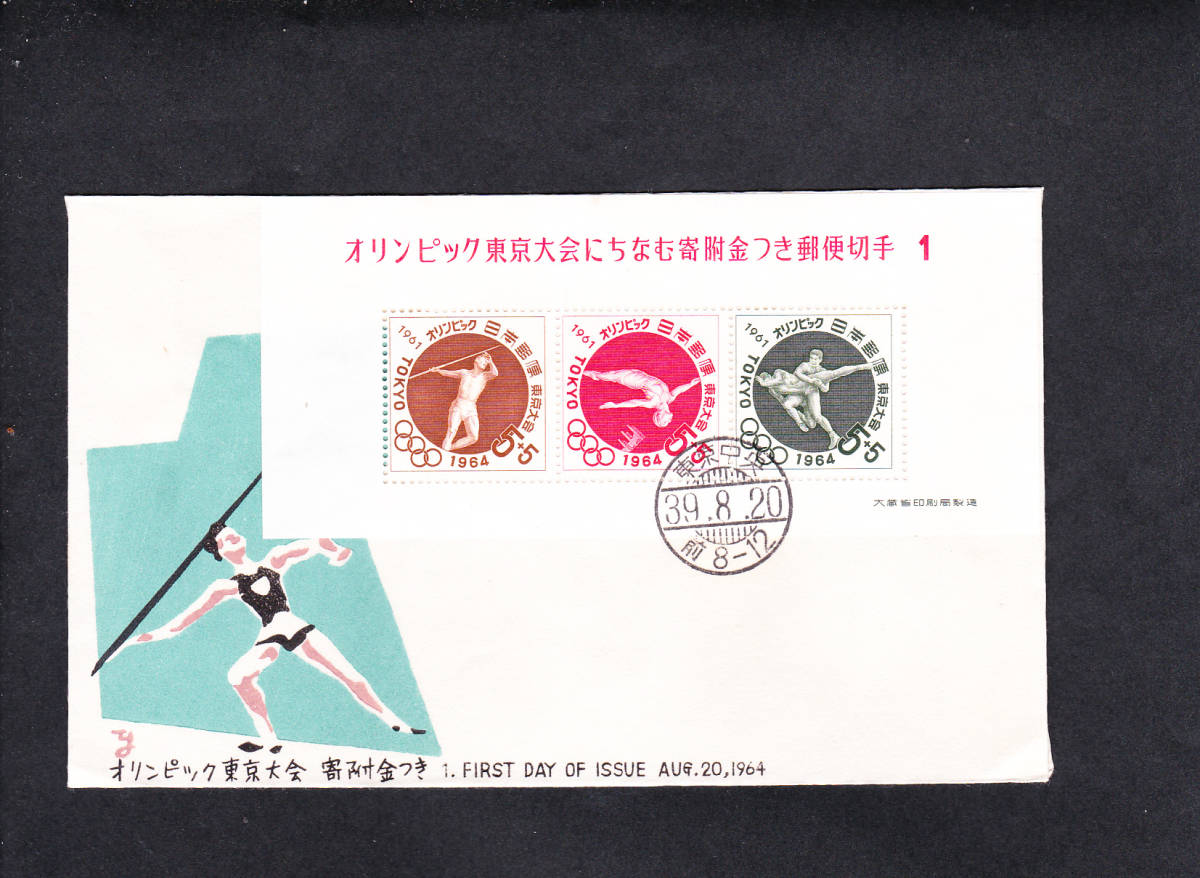 オリンピック東京大会にちなむ寄附金つき郵便切手 1
1961 オリンピック 日本郵便 東京大会
TOKYO 1964 5+5
1961 オリンピック 日本郵便 東京大会
TOKYO 1964 5+5
1961 オリンピック 日本郵便 東京大会
TOKYO 1964 5+5
大蔵省印刷局製造
東京中央
39.8.20
前 8-12
オリンピック東京大会 寄附金つき 1. FIRST DAY OF ISSUE AUG.20,1964